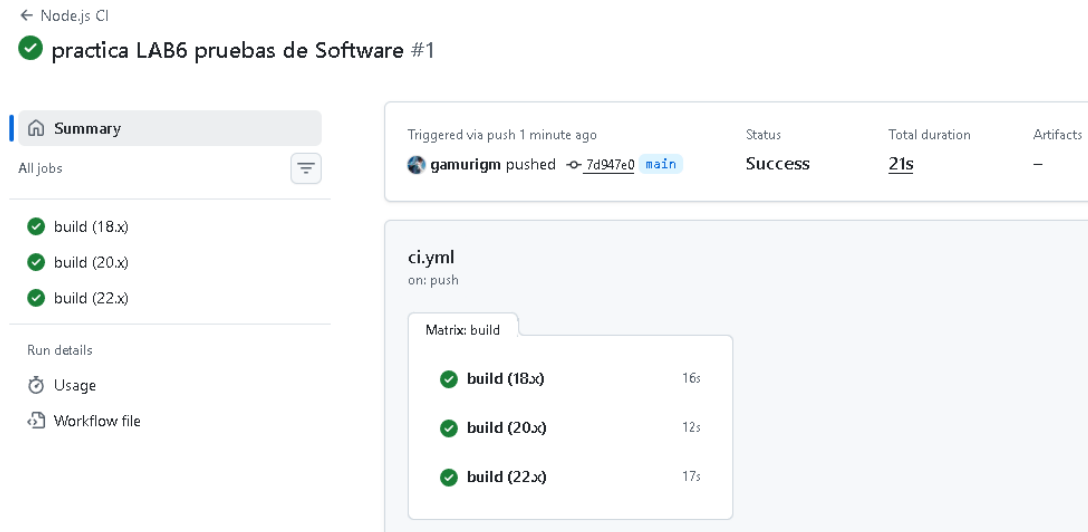 ← Node.js CI
practica LAB6 pruebas de Software #1
Summary
All jobs
build (18.x)
build (20.x)
build (22.x)
Run details
Usage
Workflow file
Triggered via push 1 minute ago
gamurigm pushed 7d947e0 main
Status
Success
Total duration
21s
Artifacts
–
ci.yml
on: push
Matrix: build
build (18.x) 16s
build (20.x) 12s
build (22.x) 17s